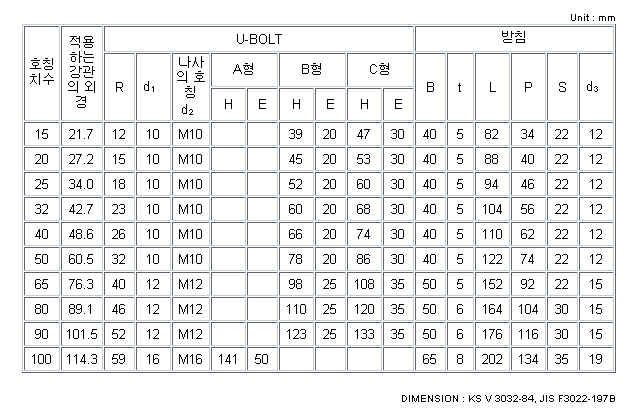 Unit : mm
호칭 치수 적용하는 강관의 외경 U-BOLT 받침
R d1 나사의 호칭 d2 A형 B형 C형 B t L P S d3
H E H E H E
15 21.7 12 10 M10 39 20 47 30 40 5 82 34 22 12
20 27.2 15 10 M10 45 20 53 30 40 5 88 40 22 12
25 34.0 18 10 M10 52 20 60 30 40 5 94 46 22 12
32 42.7 23 10 M10 60 20 68 30 40 5 104 56 22 12
40 48.6 26 10 M10 66 20 74 30 40 5 110 62 22 12
50 60.5 32 10 M10 78 20 86 30 40 5 122 74 22 12
65 76.3 40 12 M12 98 25 108 35 50 5 152 92 22 15
80 89.1 46 12 M12 110 25 120 35 50 6 164 104 30 15
90 101.5 52 12 M12 123 25 133 35 50 6 176 116 30 15
100 114.3 59 16 M16 141 50 65 8 202 134 35 19
DIMENSION : KS V 3032-84, JIS F3022-197B